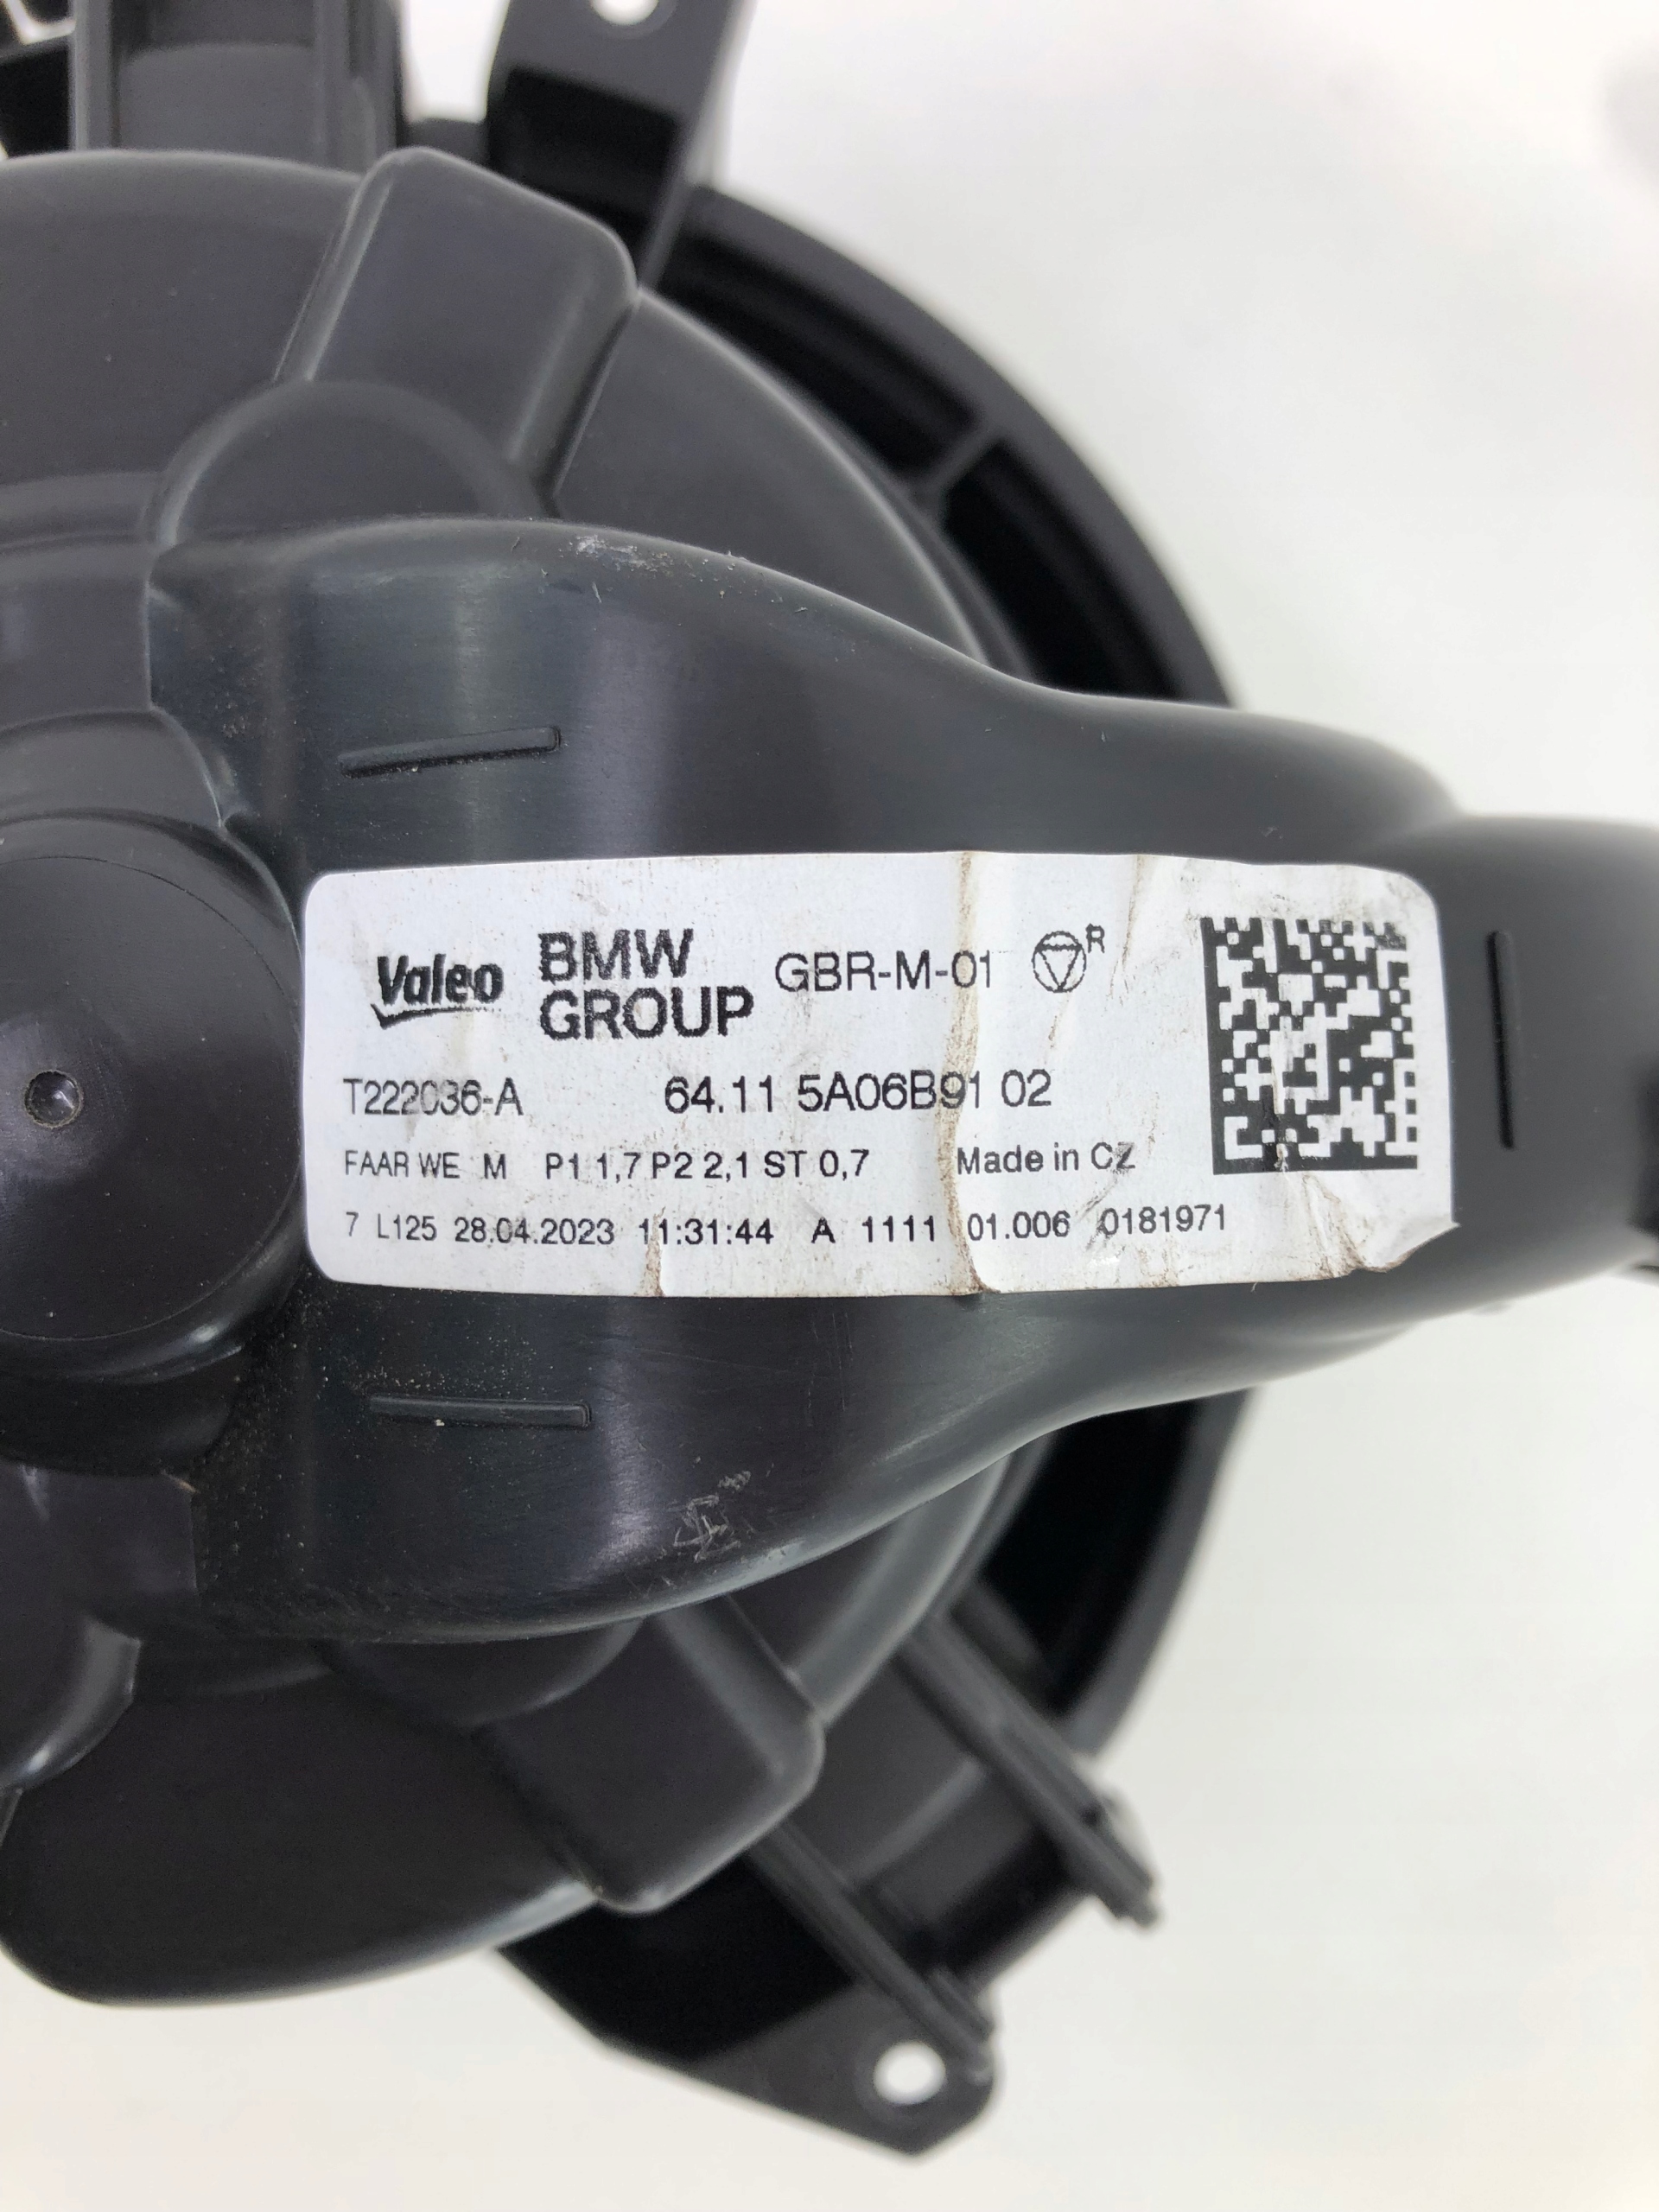 Valeo BMW GROUP GBR-M-01 R
T222036-A 64.11 5A06B91 02
FAAR WE M P1 1,7 P2 2,1 ST 0,7 Made in CZ
7 L125 28.04.2023 11:31:44 A 1111 01.006 0181971